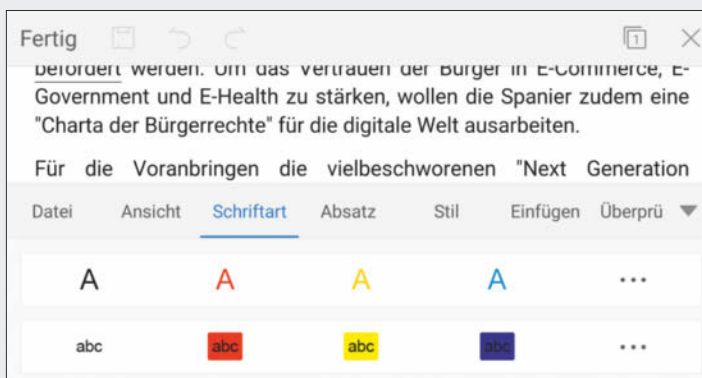 Fertig 1
befördert werden. Um das Vertrauen der Bürger in E-Commerce, E-
Government und E-Health zu stärken, wollen die Spanier zudem eine
"Charta der Bürgerrechte" für die digitale Welt ausarbeiten.
Für die Voranbringen die vielbeschworenen "Next Generation
Datei Ansicht Schriftart Absatz Stil Einfügen Überprü
A A A A ...
abc abc abc abc ...